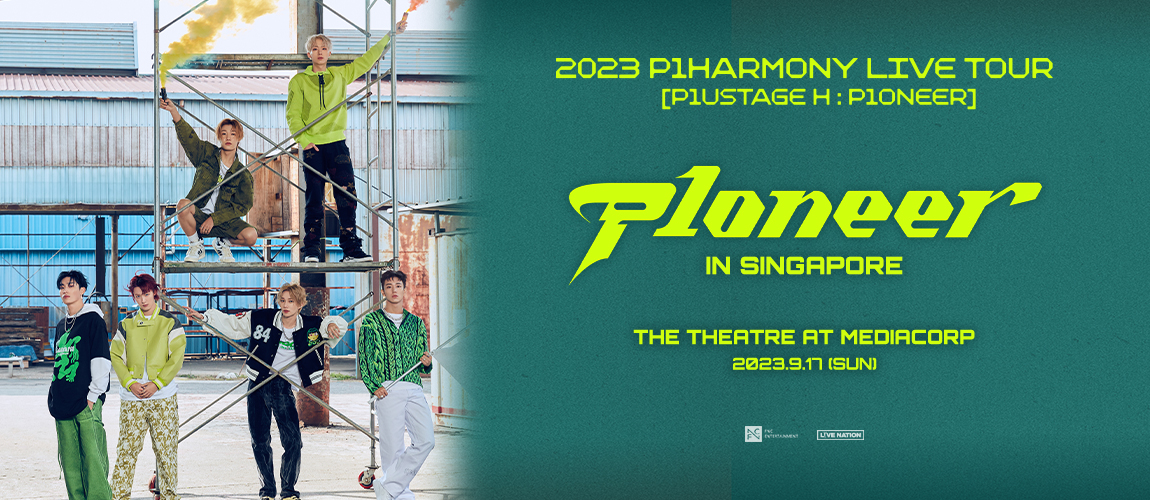 2023 P1HARMONY LIVE TOUR
[P1USTAGE H : P1ONEER]
P1oneer
IN SINGAPORE
THE THEATRE AT MEDIACORP
2023.9.17 (SUN)
FNC
ENTERTAINMENT
LIVE NATION
84